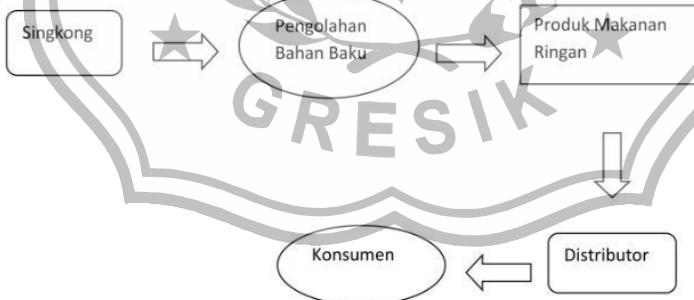 Singkong
Pengolahan
Bahan Baku
Produk Makanan
Ringan
GRESIK
Konsumen
Distributor